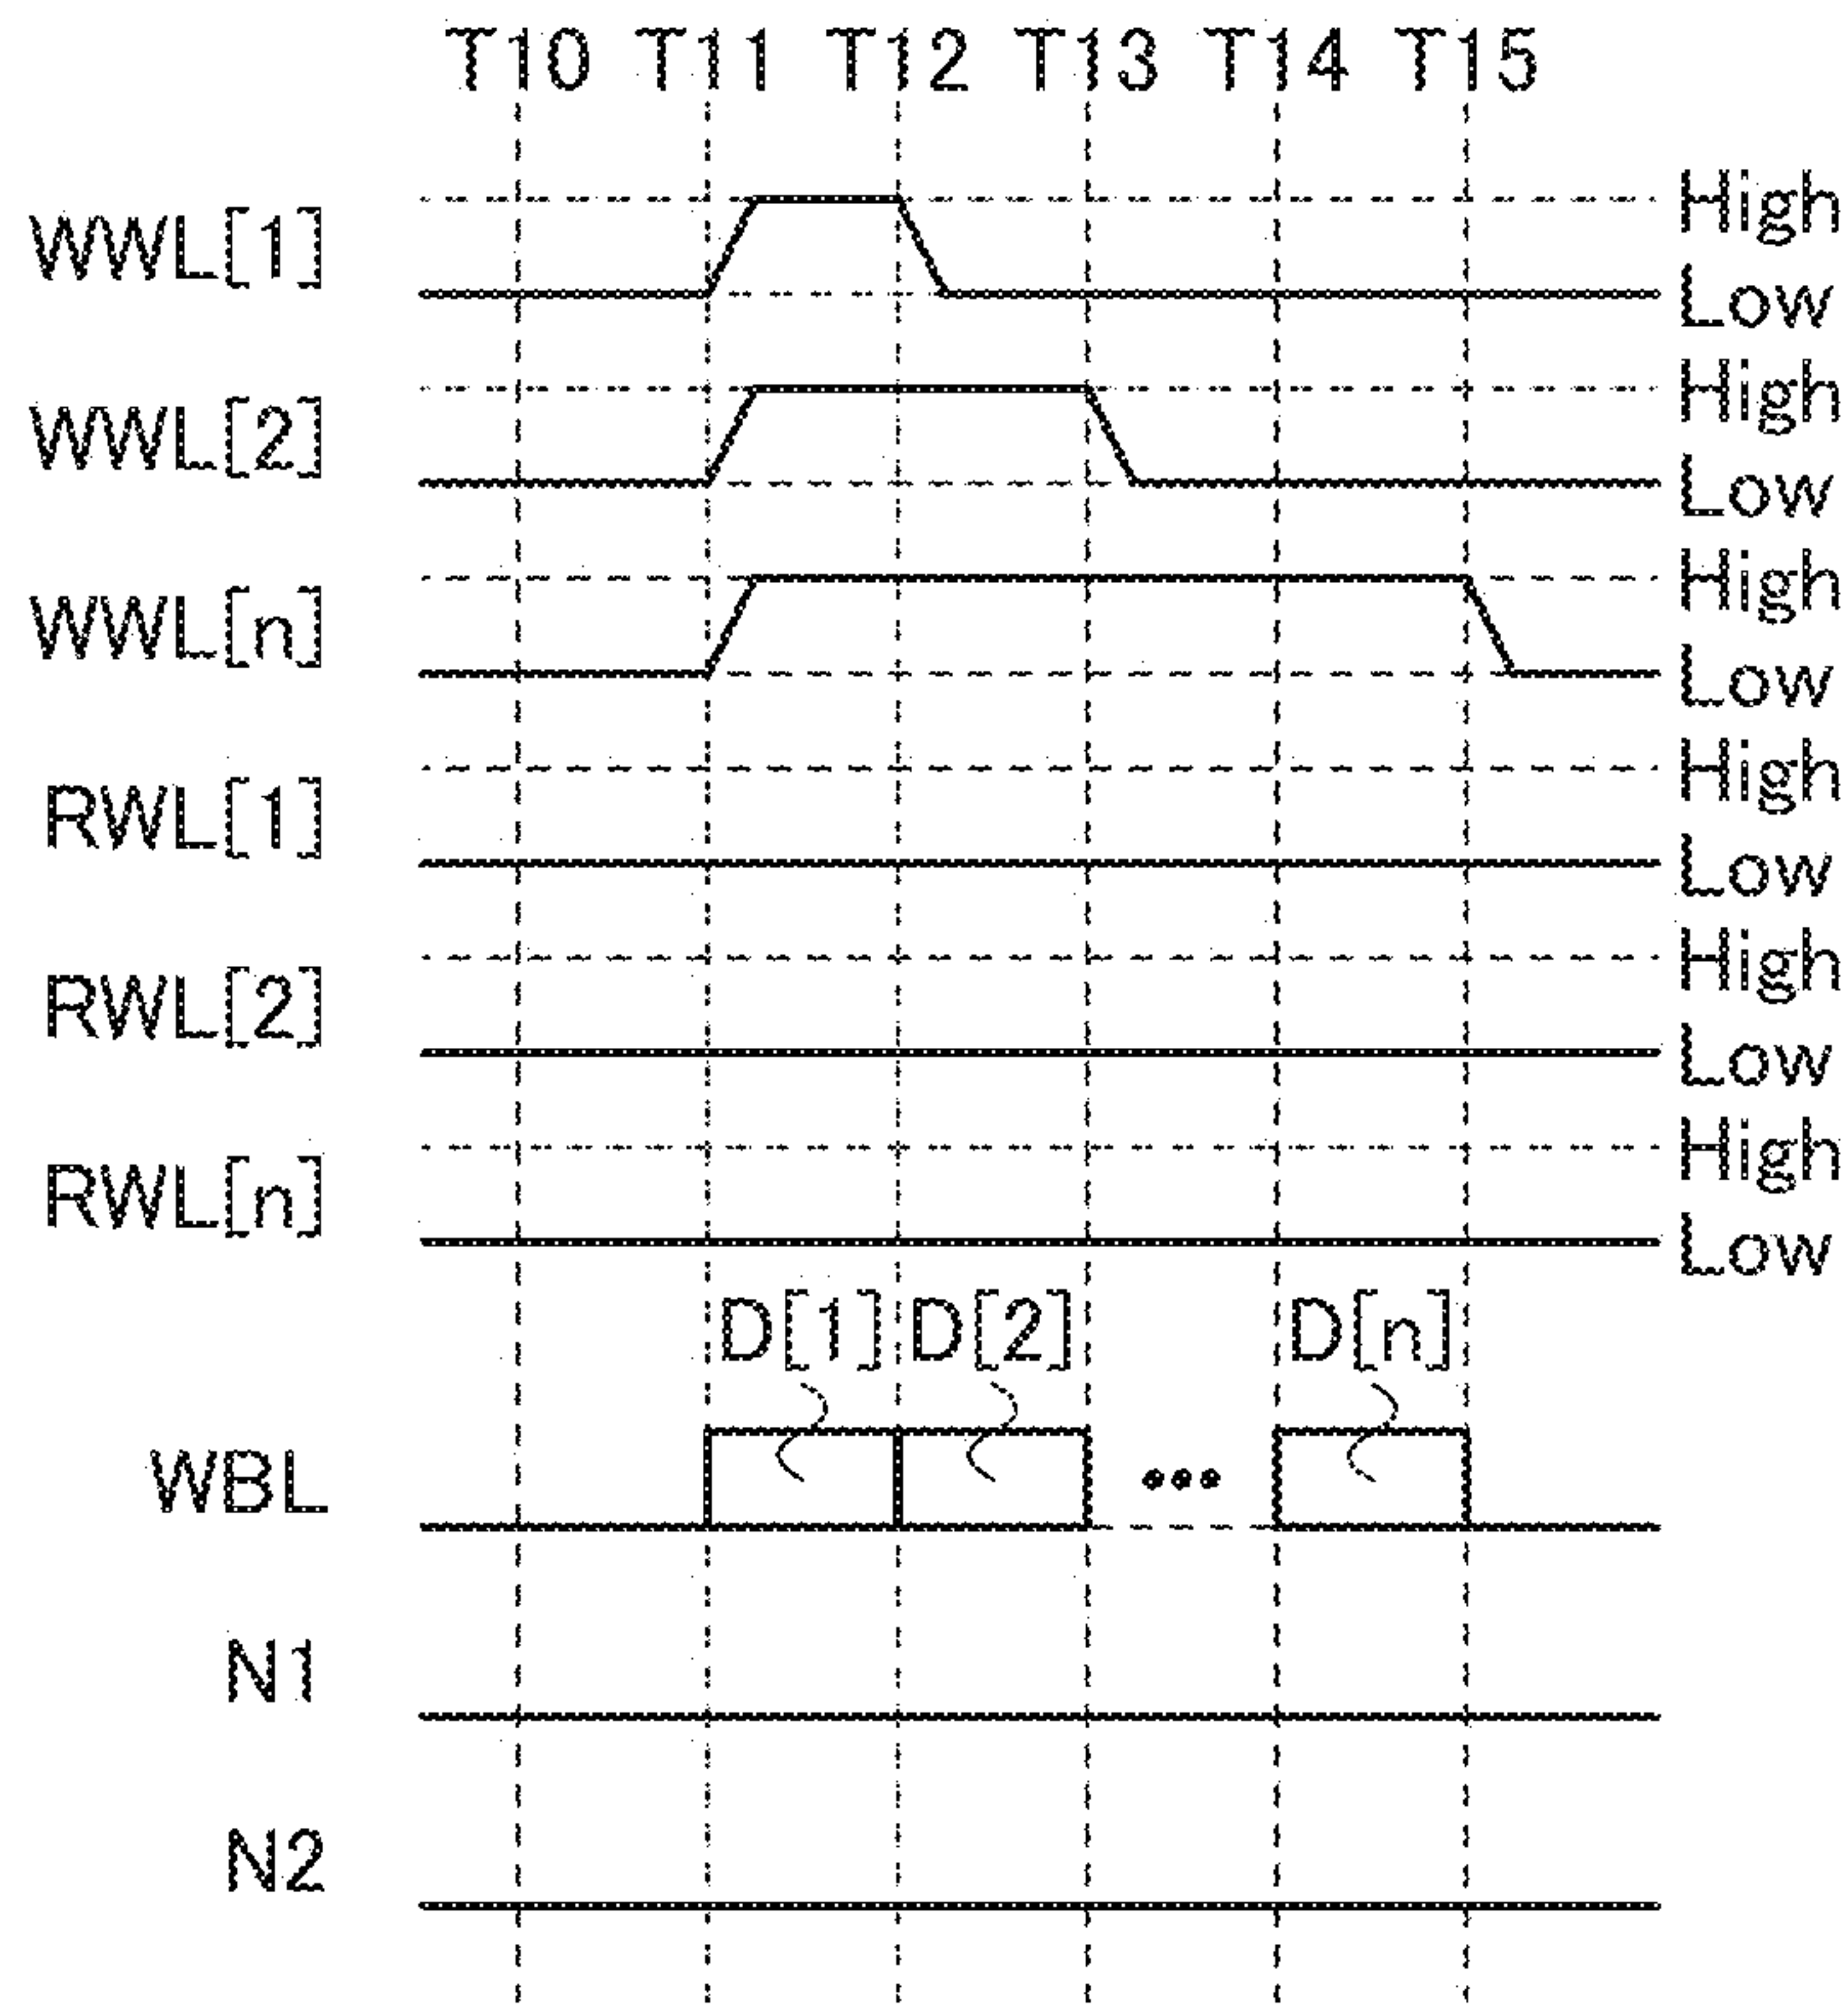 T10 T11 T12 T13 T14 T15
WWL[1] High
Low
WWL[2] High
Low
WWL[n] High
Low
RWL[1] High
Low
RWL[2] High
Low
RWL[n] High
Low
D[1] D[2] D[n]
WBL
N1
N2